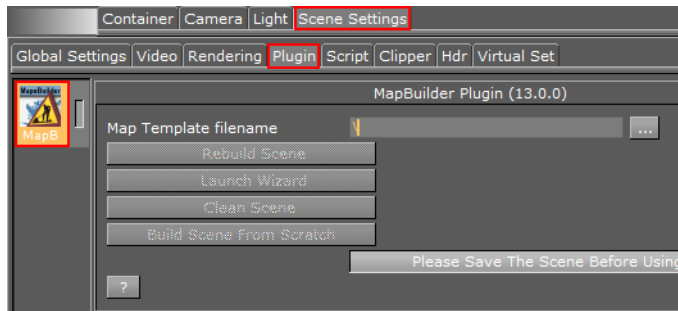 Container Camera Light Scene Settings
Global Settings Video Rendering Plugin Script Clipper Hdr Virtual Set
MapBuilder
MapB
MapBuilder Plugin (13.0.0)
Map Template filename \ ...
Rebuild Scene
Launch Wizard
Clean Scene
Build Scene From Scratch
Please Save The Scene Before Using
?